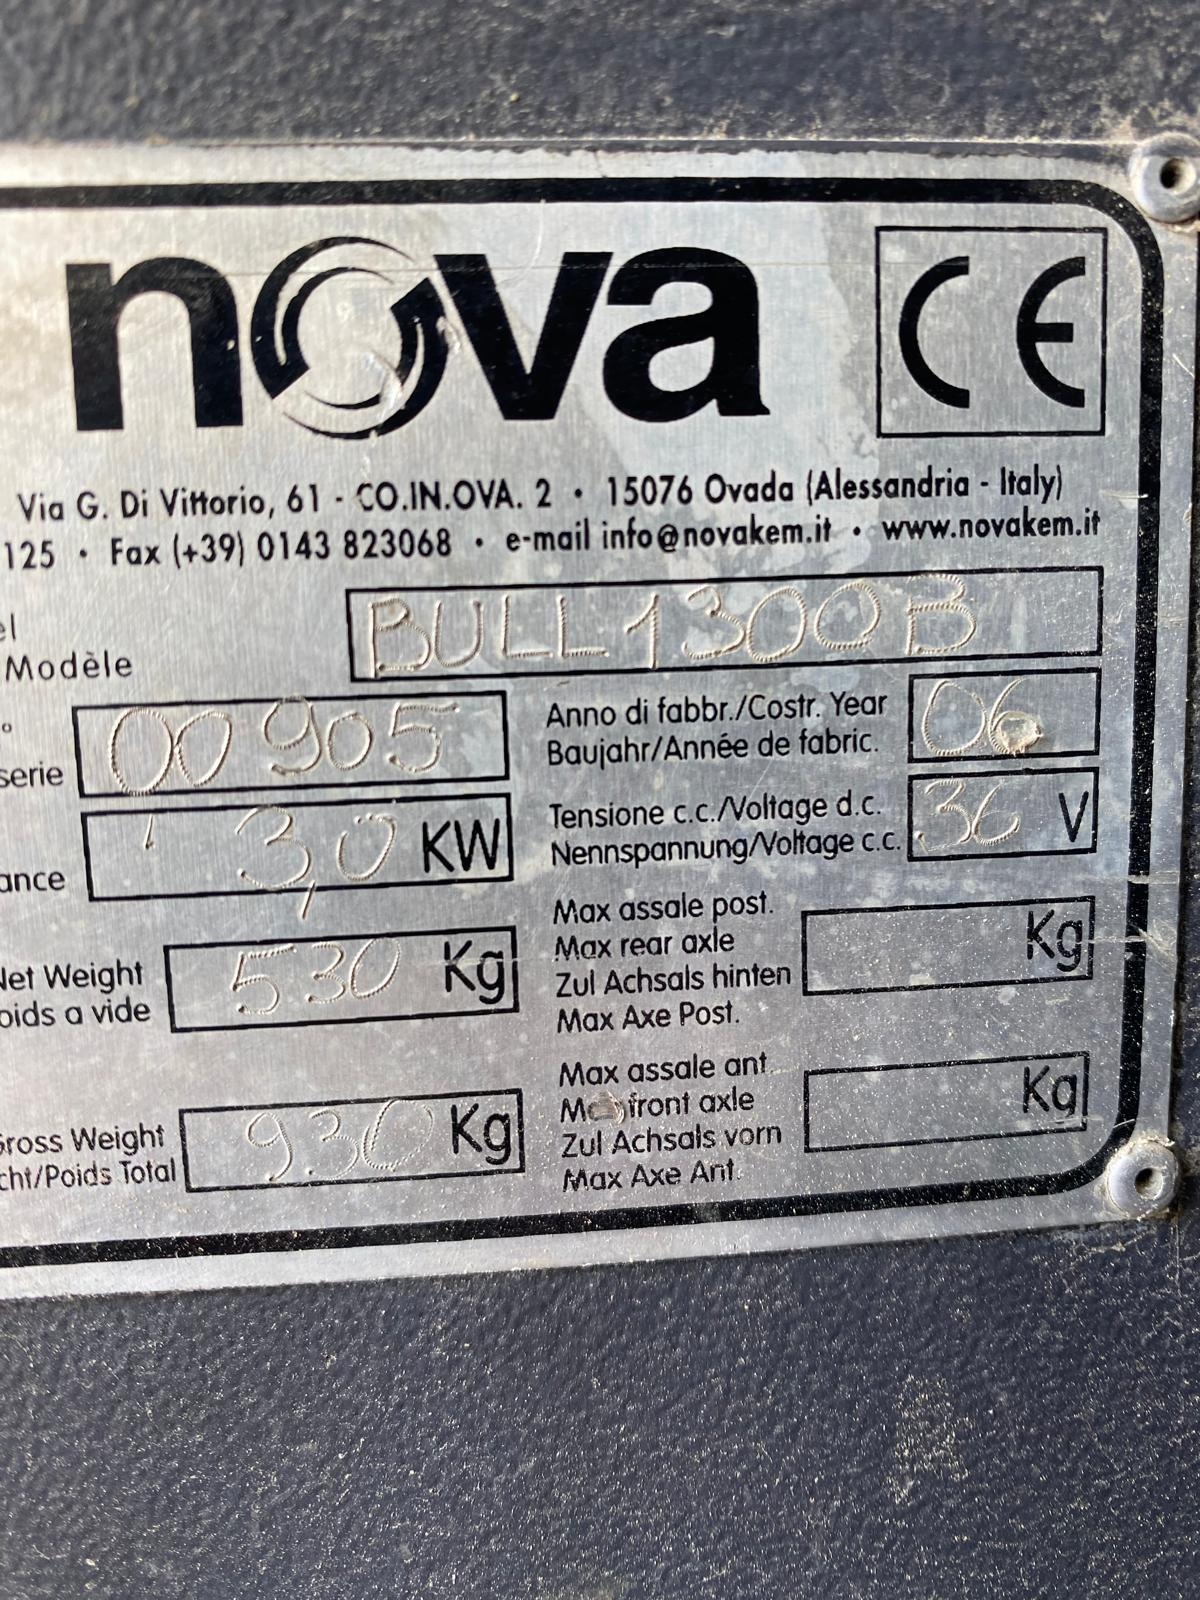 nova CE
Via G. Di Vittorio, 61 - CO.IN.OVA. 2 • 15076 Ovada (Alessandria - Italy)
125 • Fax (+39) 0143 823068 • e-mail info@novakem.it • www.novakem.it
el
Modèle BULL 1300 B
serie 00905
Anno di fabbr./Costr. Year
Baujahr/Année de fabric. 06
ance 3,0 KW
Tensione c.c./Voltage d.c.
Nennspannung/Voltage c.c. 36 V
Net Weight
oids a vide 530 Kg
Max assale post.
Max rear axle
Zul Achsals hinten
Max Axe Post. Kg
Gross Weight
cht/Poids Total 930 Kg
Max assale ant.
front axle
Zul Achsals vorn
Max Axe Ant. Kg